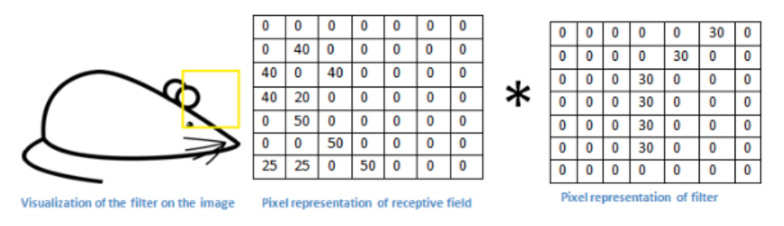 0 0 0 0 0 0 0
0 40 0 0 0 0 0
40 0 40 0 0 0 0
40 20 0 0 0 0 0
0 50 0 0 0 0 0
0 0 50 0 0 0 0
25 25 0 50 0 0 0
*
0 0 0 0 0 30 0
0 0 0 0 30 0 0
0 0 0 30 0 0 0
0 0 0 30 0 0 0
0 0 0 30 0 0 0
0 0 0 30 0 0 0
0 0 0 0 0 0 0
Visualization of the filter on the image
Pixel representation of receptive field
Pixel representation of filter